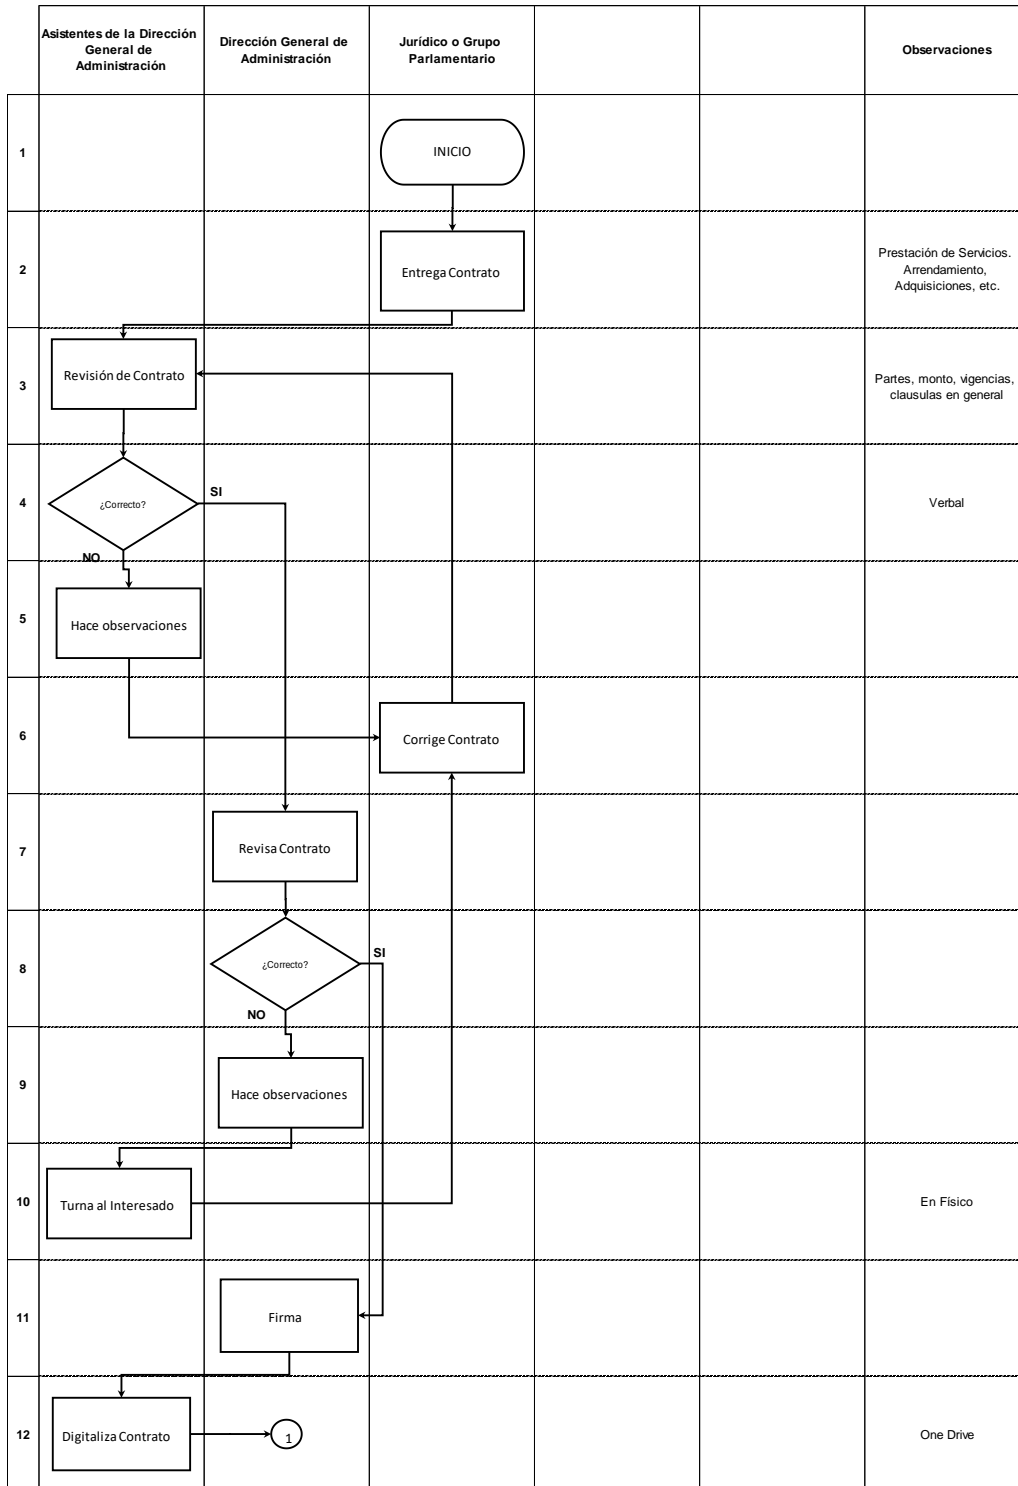 Asistentes de la Dirección
General de
Administración
Dirección General de
Administración
Jurídico o Grupo
Parlamentario
Observaciones
1
INICIO
2
Entrega Contrato
Prestación de Servicios.
Arrendamiento,
Adquisiciones, etc.
3
Revisión de Contrato
Partes, monto, vigencias,
clausulas en general
4
¿Correcto?
SI
Verbal
NO
5
Hace observaciones
6
Corrige Contrato
7
Revisa Contrato
8
¿Correcto?
SI
NO
9
Hace observaciones
10
Turna al Interesado
En Físico
11
Firma
12
Digitaliza Contrato
1
One Drive